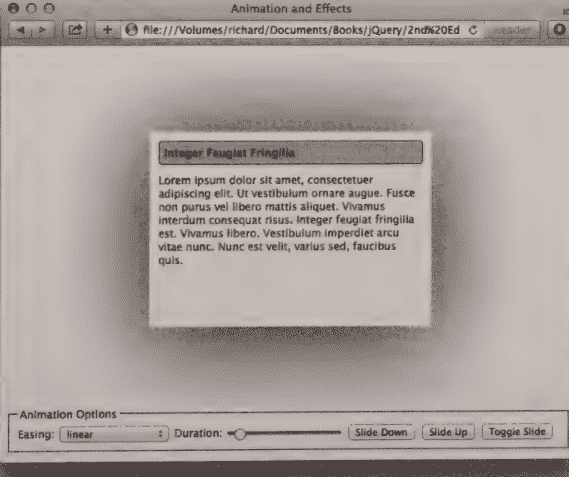 Animation and Effects
file:///Volumes/richard/Documents/Books/jQuery/2nd%20Ed
Reader
Integer Feugiat Fringilla
Lorem ipsum dolor sit amet, consectetuer
adipiscing elit. Ut vestibulum ornare augue. Fusce
non purus vel libero mattis aliquet. Vivamus
interdum consequat risus. Integer feugiat fringilla
est. Vivamus libero. Vestibulum imperdiet arcu
vitae nunc. Nunc est velit, varius sed, faucibus
quis.
Animation Options
Easing: linear Duration: Slide Down Slide Up Toggle Slide